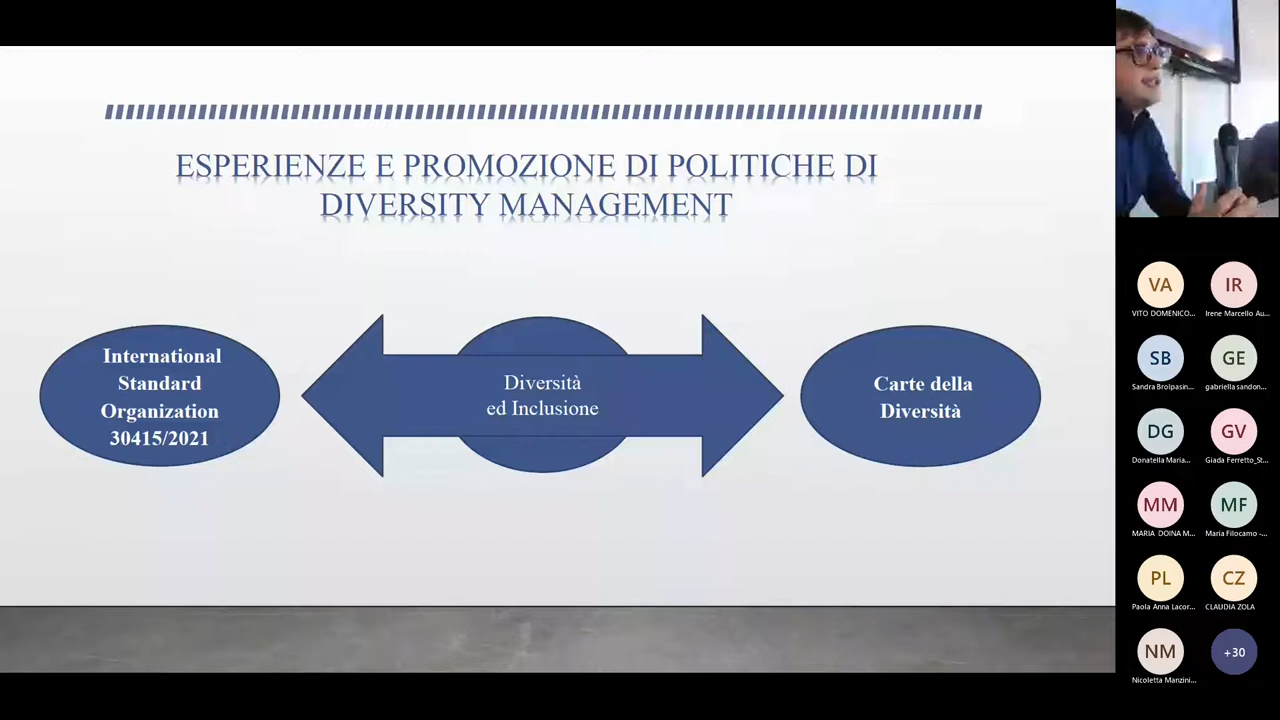 ESPERIENZE E PROMOZIONE DI POLITICHE DI
DIVERSITY MANAGEMENT
International
Standard
Organization
30415/2021
Diversità
ed Inclusione
Carte della
Diversità
VA
IR
VITO DOMENICO...
Irene Marcello Au...
SB
GE
Sandra Brolpasin...
gabriella sandon...
DG
GV
Donatella Maria...
Giada Ferretto_St...
MM
MF
MARIA DOINA M...
Maria Filocamo -...
PL
CZ
Paola Anna Lacor...
CLAUDIA ZOLA
NM
+30
Nicoletta Manzini...